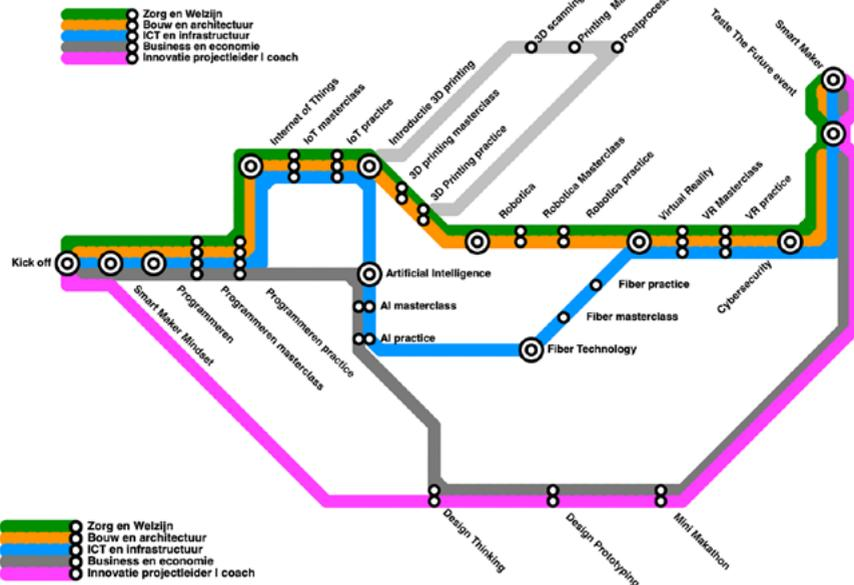 Zorg en Welzijn
Bouw en architectuur
ICT en infrastructuur
Business en economie
Innovatie projectleider I coach
3D scanning
Printing
Taste The Future event
Smart Maker
Internet of Things
IoT masterclass
IoT practice
Introductie 3D printing
3D printing masterclass
3D Printing practice
Robotica
Robotica Masterclass
Robotica practice
Virtual Reality
VR Masterclass
VR practice
Kick off
Smart Maker Mindset
Programmeren
Programmeren masterclass
Programmeren practice
Artificial Intelligence
AI masterclass
AI practice
Fiber practice
Fiber masterclass
Fiber Technology
Cybersecurity
Design Thinking
Design Prototyping
Mini Makathon
Zorg en Welzijn
Bouw en architectuur
ICT en infrastructuur
Business en economie
Innovatie projectleider I coach